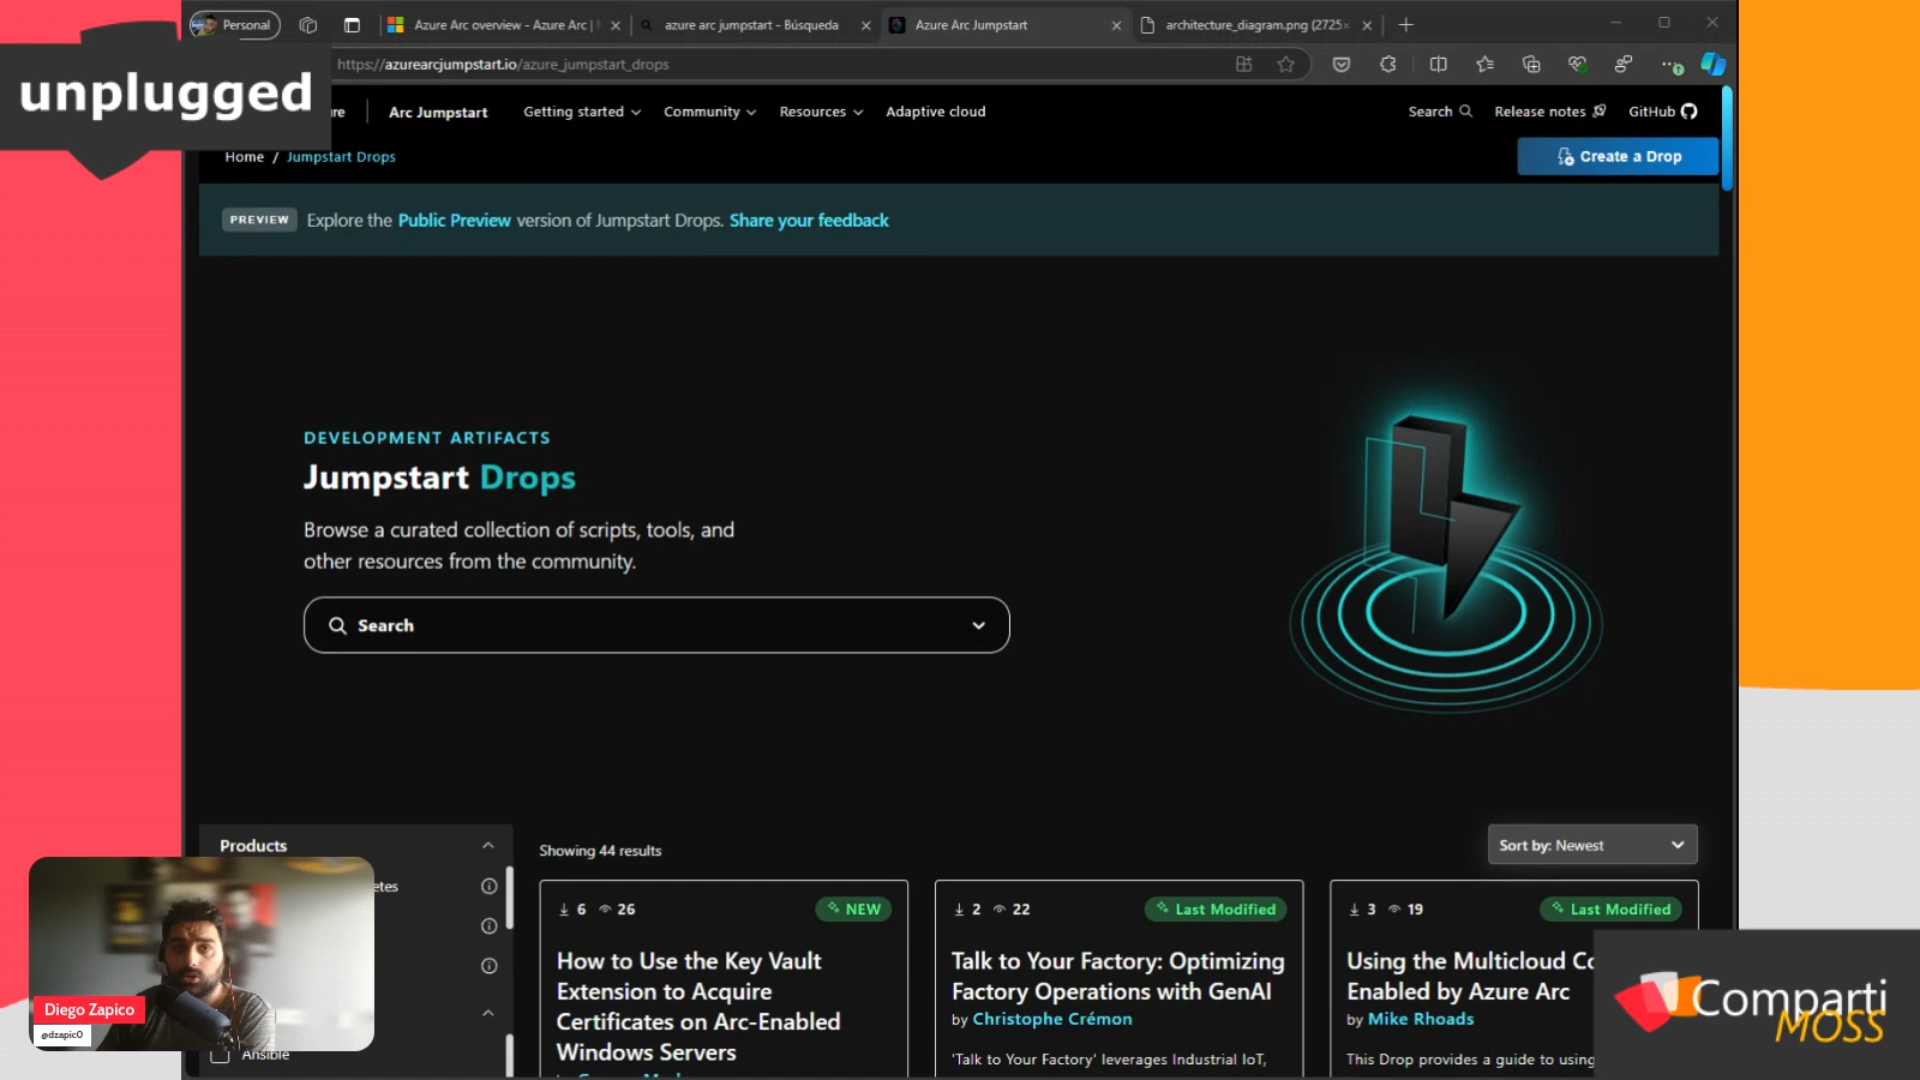 Personal
Azure Arc overview - Azure Arc |
azure arc jumpstart - Búsqueda
Azure Arc Jumpstart
architecture_diagram.png (2725×
unplugged
https://azurearcjumpstart.io/azure_jumpstart_drops
re
Arc Jumpstart
Getting started
Community
Resources
Adaptive cloud
Search
Release notes
GitHub
Home / Jumpstart Drops
Create a Drop
PREVIEW Explore the Public Preview version of Jumpstart Drops. Share your feedback
DEVELOPMENT ARTIFACTS
Jumpstart Drops
Browse a curated collection of scripts, tools, and
other resources from the community.
Search
Products
etes
Ansible
Showing 44 results
Sort by: Newest
6 26 NEW
How to Use the Key Vault
Extension to Acquire
Certificates on Arc-Enabled
Windows Servers
2 22 Last Modified
Talk to Your Factory: Optimizing
Factory Operations with GenAI
by Christophe Crémon
'Talk to Your Factory' leverages Industrial IoT,
3 19 Last Modified
Using the Multicloud Co
Enabled by Azure Arc
by Mike Rhoads
This Drop provides a guide to using
Diego Zapico
@dzapic0
Comparti
MOSS